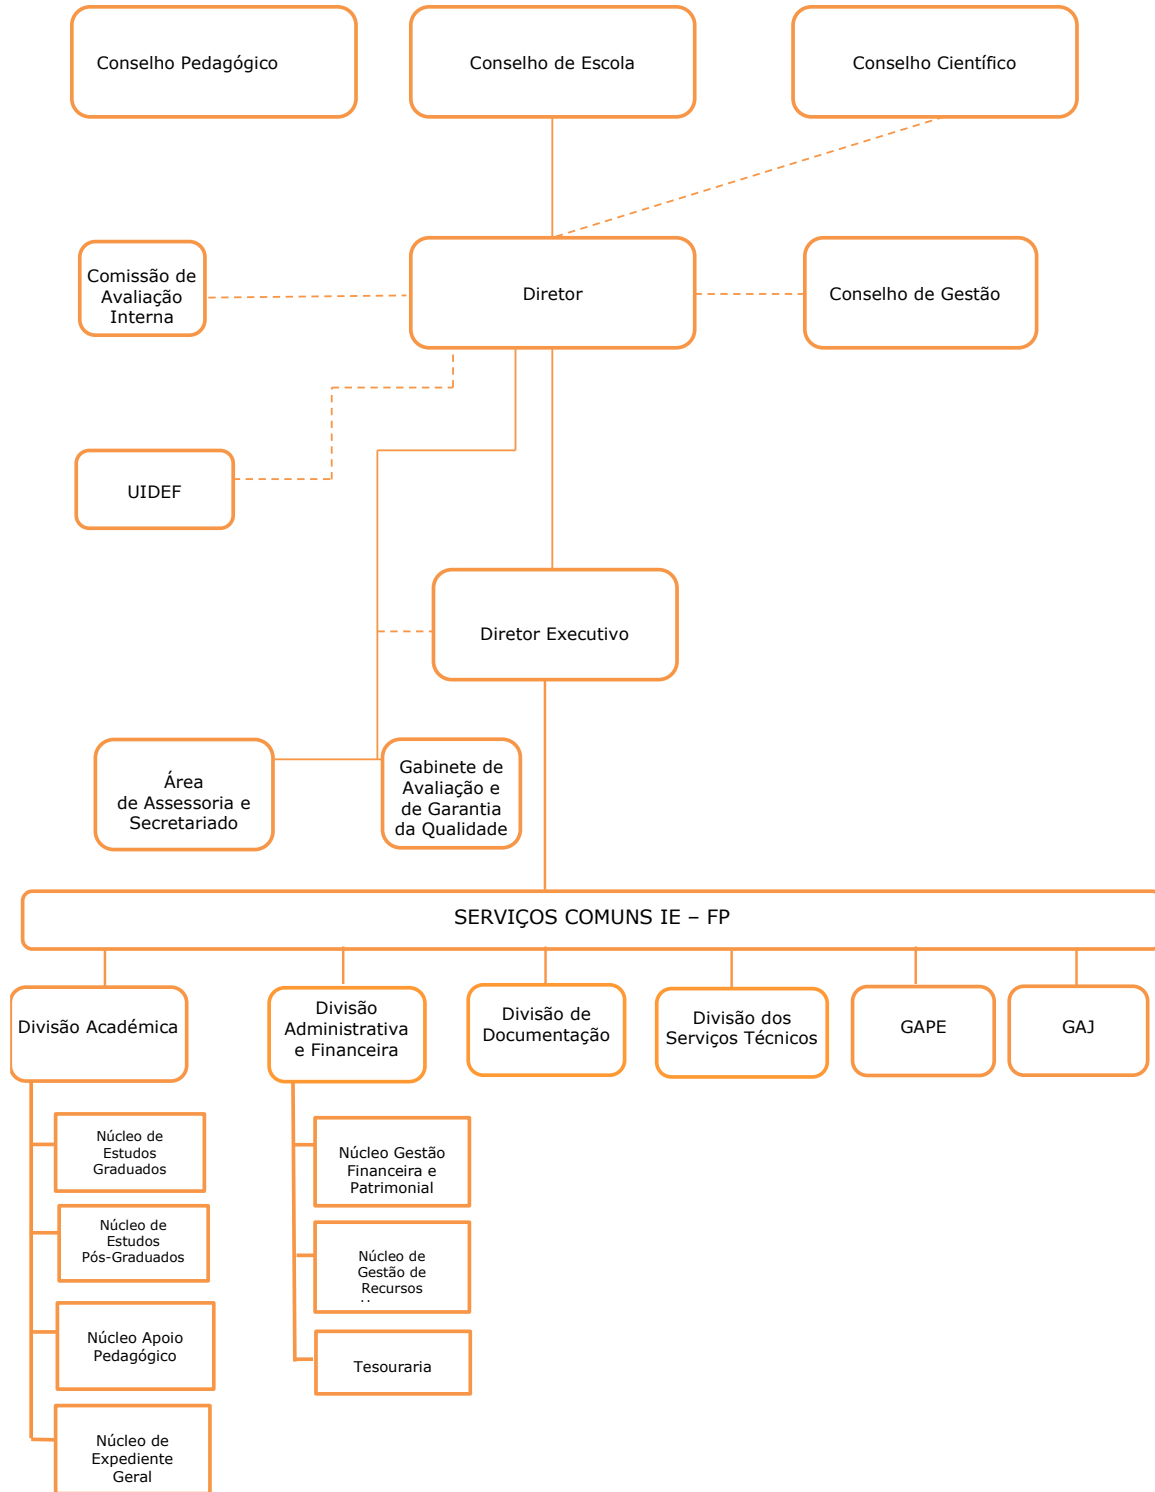 Conselho Pedagógico
Conselho de Escola
Conselho Científico
Comissão de
Avaliação
Interna
Diretor
Conselho de Gestão
UIDEF
Diretor Executivo
Área
de Assessoria e
Secretariado
Gabinete de
Avaliação e
de Garantia
da Qualidade
SERVIÇOS COMUNS IE – FP
Divisão Académica
Divisão
Administrativa
e Financeira
Divisão de
Documentação
Divisão dos
Serviços Técnicos
GAPE
GAJ
Núcleo de
Estudos
Graduados
Núcleo de
Estudos
Pós-Graduados
Núcleo Apoio
Pedagógico
Núcleo de
Expediente
Geral
Núcleo Gestão
Financeira e
Patrimonial
Núcleo de
Gestão de
Recursos
Tesouraria